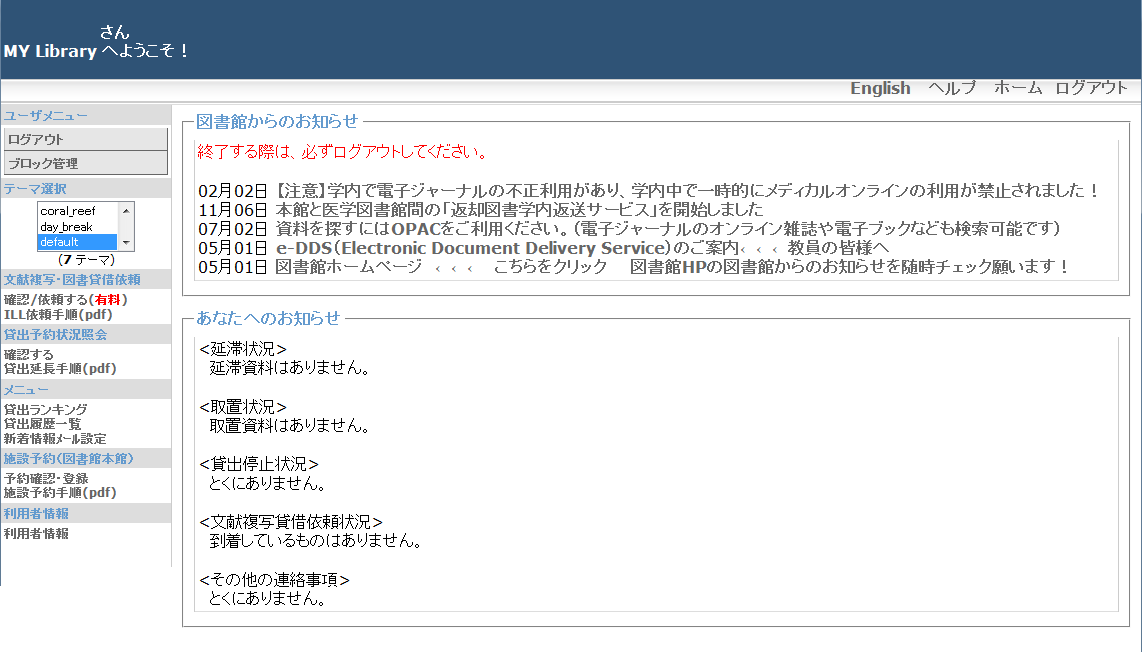 さん
MY Library へようこそ！
English ヘルプ ホーム ログアウト
ユーザメニュー
ログアウト
ブロック管理
テーマ選択
coral_reef
day_break
default
(7 テーマ)
文献複写・図書貸借依頼
確認/依頼する(有料)
ILL依頼手順(pdf)
貸出予約状況照会
確認する
貸出延長手順(pdf)
メニュー
貸出ランキング
貸出履歴一覧
新着情報メール設定
施設予約(図書館本館)
予約確認・登録
施設予約手順(pdf)
利用者情報
利用者情報
図書館からのお知らせ
終了する際は、必ずログアウトしてください。
02月02日 【注意】学内で電子ジャーナルの不正利用があり、学内中で一時的にメディカルオンラインの利用が禁止されました！
11月06日 本館と医学図書館間の「返却図書学内返送サービス」を開始しました
07月02日 資料を探すにはOPACをご利用ください。（電子ジャーナルのオンライン雑誌や電子ブックなども検索可能です）
05月01日 e-DDS（Electronic Document Delivery Service）のご案内＜＜＜ 教員の皆様へ
05月01日 図書館ホームページ ＜＜＜ こちらをクリック 図書館HPの図書館からのお知らせを随時チェック願います！
あなたへのお知らせ
<延滞状況>
延滞資料はありません。
<取置状況>
取置資料はありません。
<貸出停止状況>
とくにありません。
<文献複写貸借依頼状況>
到着しているものはありません。
<その他の連絡事項>
とくにありません。